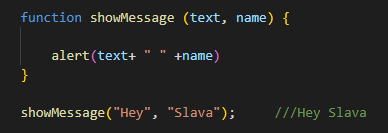 function showMessage (text, name) {
alert(text+ " " +name)
}
showMessage("Hey", "Slava"); ///Hey Slava